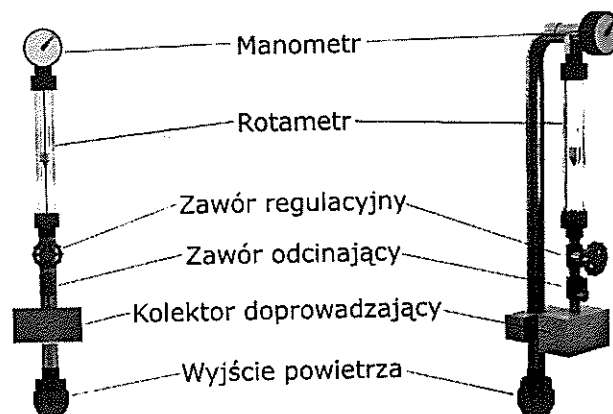 Manometr
Rotametr
Zawór regulacyjny
Zawór odcinający
Kolektor doprowadzający
Wyjście powietrza